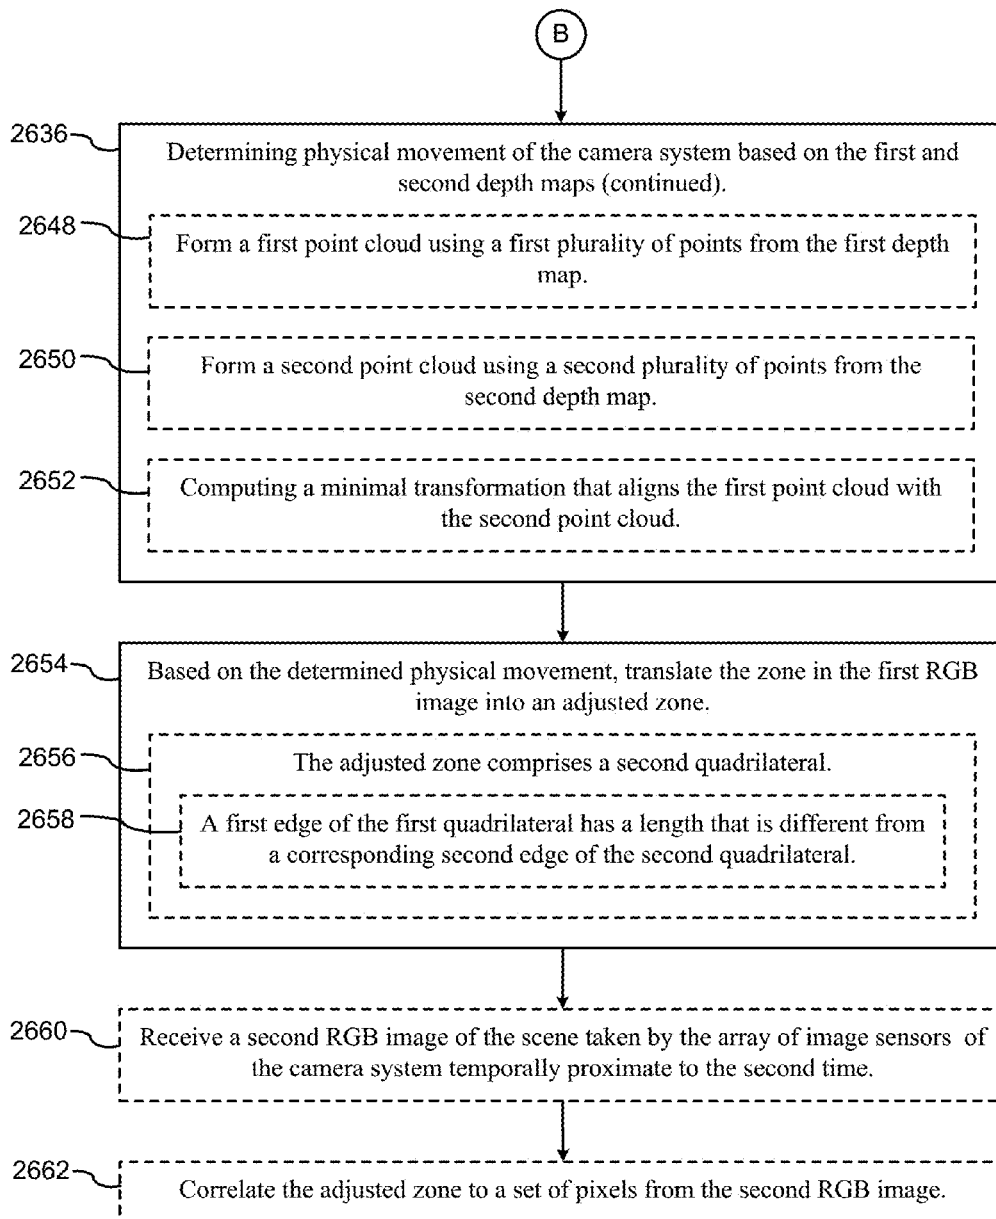 B
2636
Determining physical movement of the camera system based on the first and
second depth maps (continued).
2648
Form a first point cloud using a first plurality of points from the first depth
map.
2650
Form a second point cloud using a second plurality of points from the
second depth map.
2652
Computing a minimal transformation that aligns the first point cloud with
the second point cloud.
2654
Based on the determined physical movement, translate the zone in the first RGB
image into an adjusted zone.
2656
The adjusted zone comprises a second quadrilateral.
2658
A first edge of the first quadrilateral has a length that is different from
a corresponding second edge of the second quadrilateral.
2660
Receive a second RGB image of the scene taken by the array of image sensors of
the camera system temporally proximate to the second time.
2662
Correlate the adjusted zone to a set of pixels from the second RGB image.